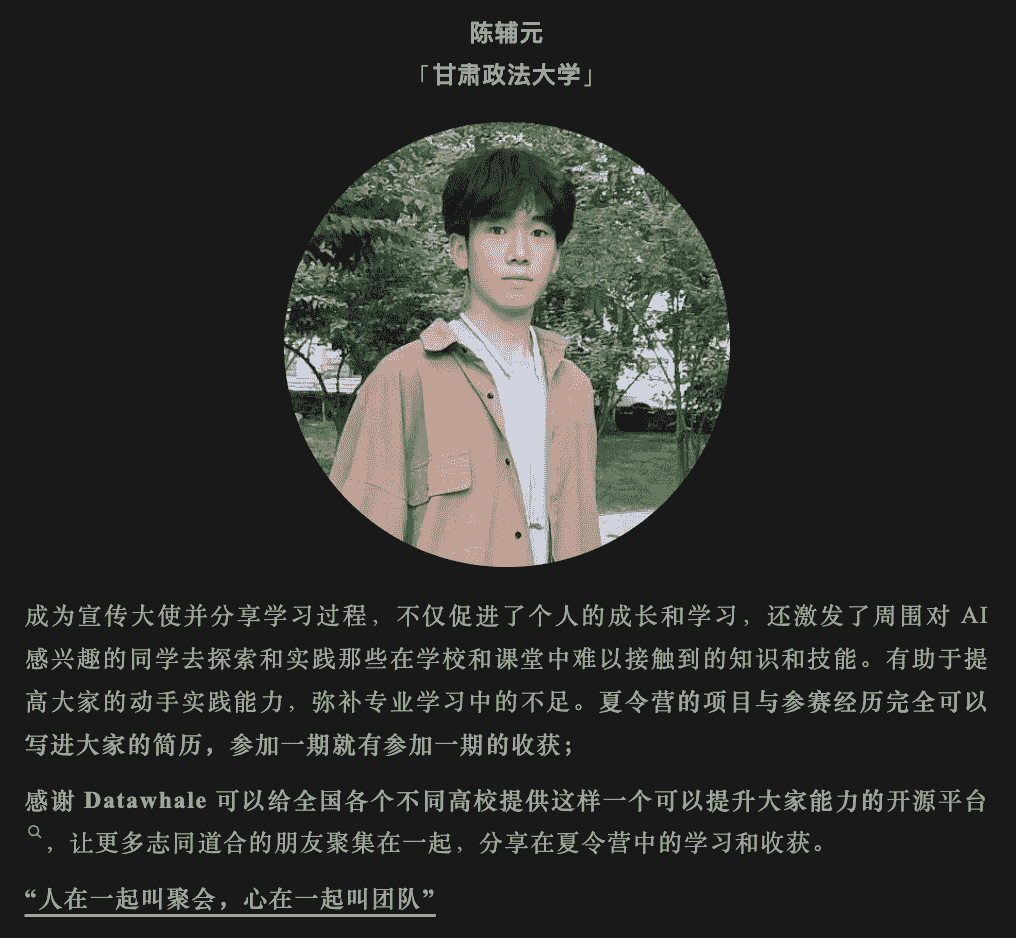 陈辅元
「甘肃政法大学」
成为宣传大使并分享学习过程，不仅促进了个人的成长和学习，还激发了周围对 AI
感兴趣的同学去探索和实践那些在学校和课堂中难以接触到的知识和技能。有助于提
高大家的动手实践能力，弥补专业学习中的不足。夏令营的项目与参赛经历完全可以
写进大家的简历，参加一期就有参加一期的收获；
感谢 Datawhale 可以给全国各个不同高校提供这样一个可以提升大家能力的开源平台
，让更多志同道合的朋友聚集在一起，分享在夏令营中的学习和收获。
“人在一起叫聚会，心在一起叫团队”